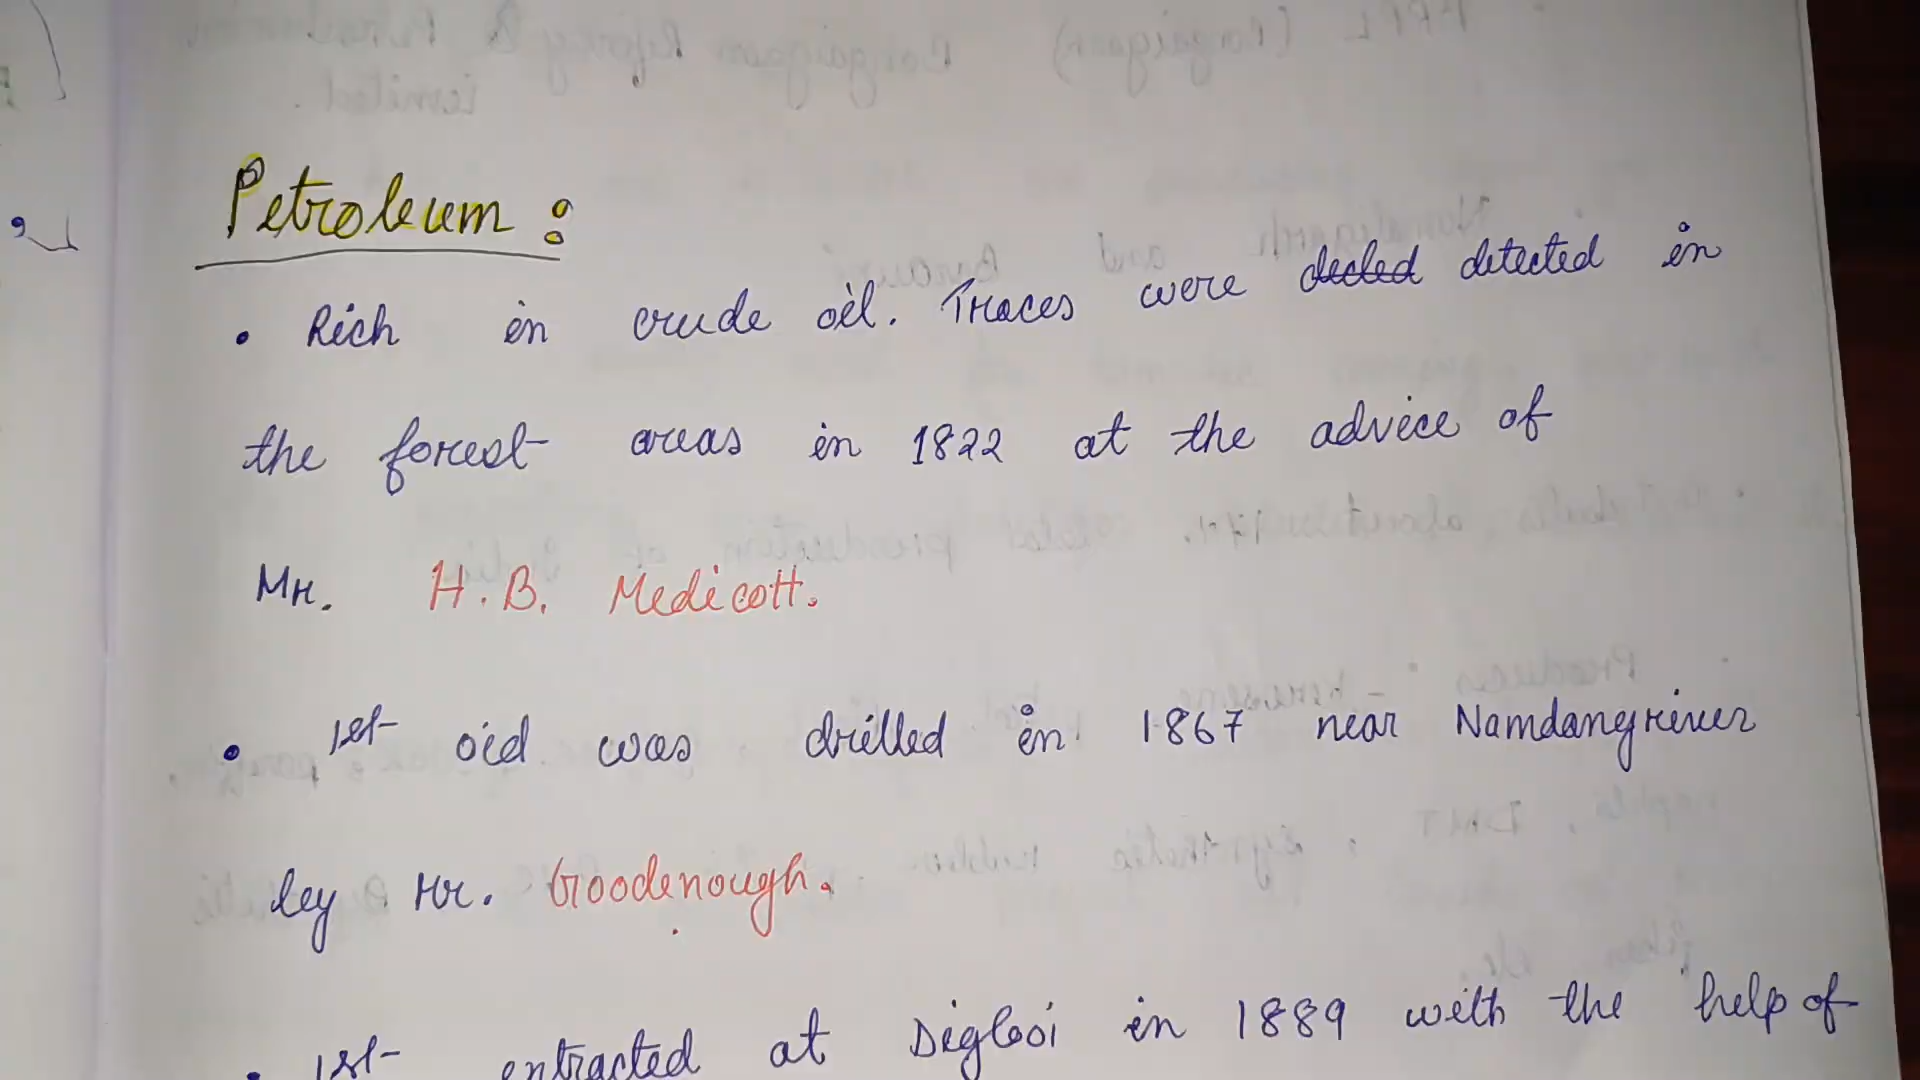 Petroleum :
• Rich in crude oil. Traces were detected in
the forest areas in 1822 at the advice of
Mr. H.B. Medicott.
• 1st oid was drilled in 1867 near Namdang river
by Mr. Goodenough.
• 1st extracted at Digboi in 1889 with the help of